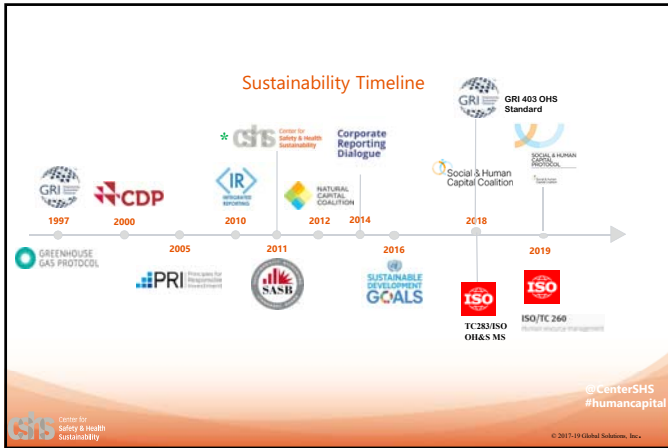 Sustainability Timeline
GRI
GRI 403 OHS
Standard
* cshs Center for
Safety & Health
Sustainability
Corporate
Reporting
Dialogue
SOCIAL & HUMAN
CAPITAL
PROTOCOL
GRI
CDP
<IR>
INTEGRATED
REPORTING
NATURAL
CAPITAL
COALITION
Social & Human
Capital Coalition
1997
2000
2010
2012
2014
2018
2005
2011
2016
2019
GREENHOUSE
GAS PROTOCOL
PRI Principles for
Responsible
Investment
SASB
SUSTAINABLE
DEVELOPMENT
GOALS
ISO
ISO
TC283/ISO
OH&S MS
ISO/TC 260
Human resource management
@CenterSHS
#humancapital
cshs Center for
Safety & Health
Sustainability
© 2017-19 Global Solutions, Inc.